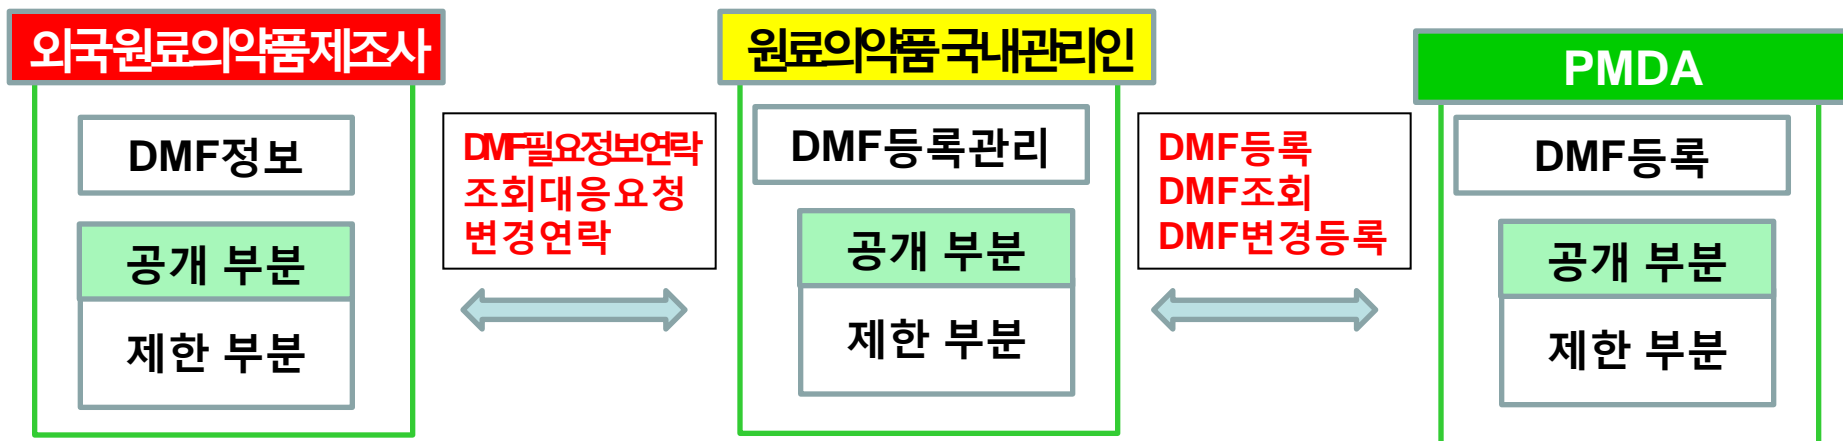 외국원료의약품제조사
DMF정보
공개 부분
제한 부분
DMF필요정보연락
조회대응요청
변경연락
원료의약품 국내관리인
DMF등록관리
공개 부분
제한 부분
DMF등록
DMF조회
DMF변경등록
PMDA
DMF등록
공개 부분
제한 부분